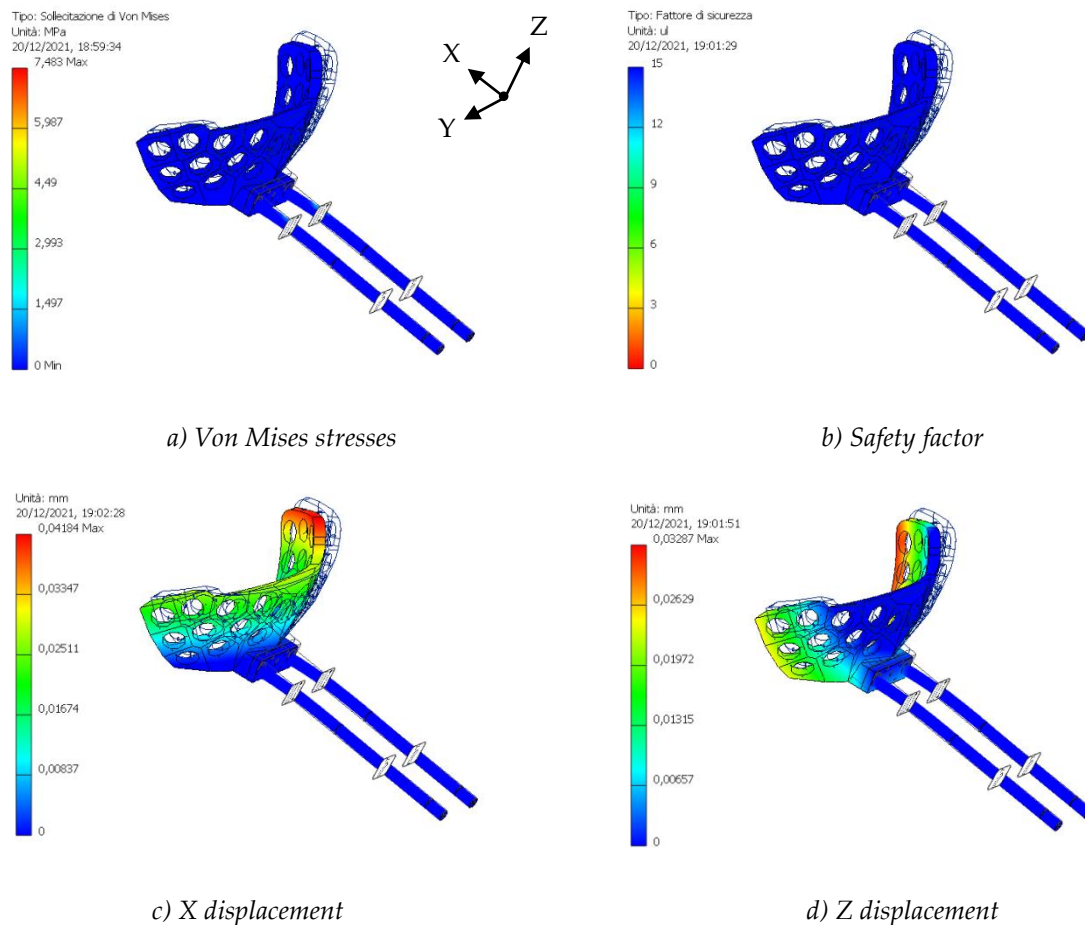 Tipo: Sollecitazione di Von Mises
Unità: MPa
20/12/2021, 18:59:34
7,483 Max
5,987
4,49
2,993
1,497
0 Min
Z
X
Y
a) Von Mises stresses
Tipo: Fattore di sicurezza
Unità: ul
20/12/2021, 19:01:29
15
12
9
6
3
0
b) Safety factor
Unità: mm
20/12/2021, 19:02:28
0,04184 Max
0,03347
0,02511
0,01674
0,00837
0
c) X displacement
Unità: mm
20/12/2021, 19:01:51
0,03287 Max
0,02629
0,01972
0,01315
0,00657
0
d) Z displacement